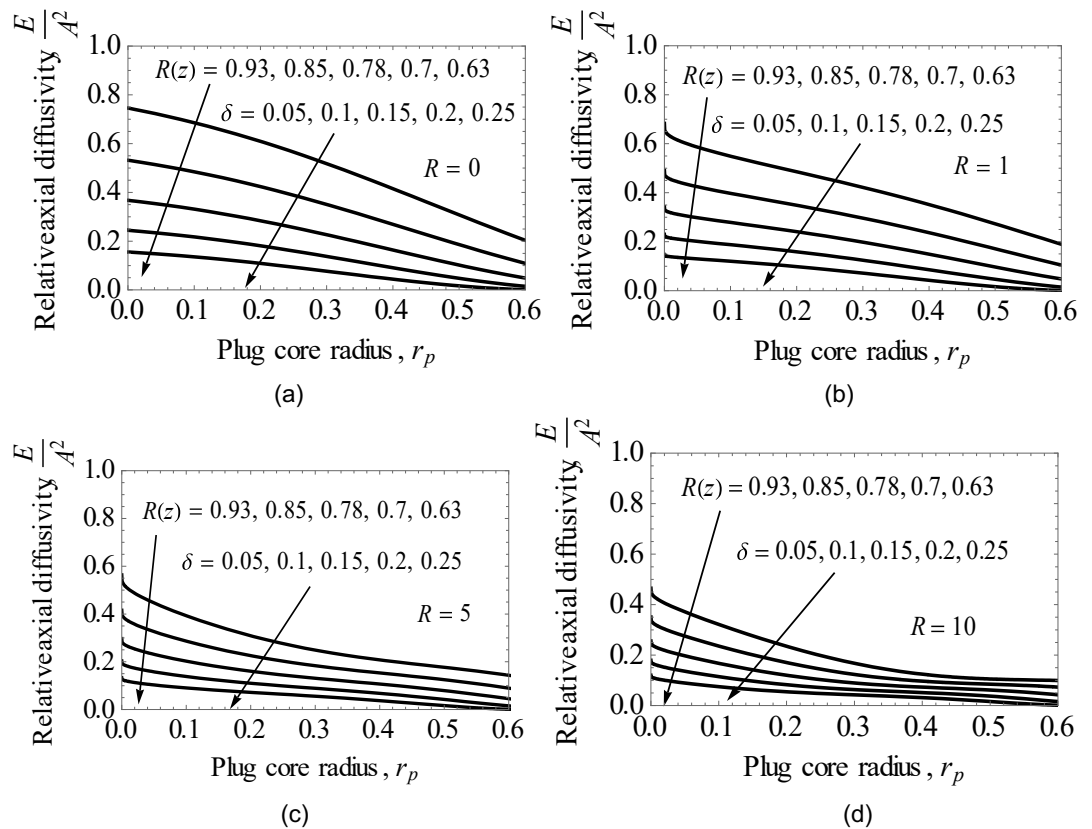 Relativeaxial diffusivity, E/A²
1.0
0.8
0.6
0.4
0.2
0.0
R(z) = 0.93, 0.85, 0.78, 0.7, 0.63
δ = 0.05, 0.1, 0.15, 0.2, 0.25
R = 0
0.0 0.1 0.2 0.3 0.4 0.5 0.6
Plug core radius , r_p
(a)
Relativeaxial diffusivity, E/A²
1.0
0.8
0.6
0.4
0.2
0.0
R(z) = 0.93, 0.85, 0.78, 0.7, 0.63
δ = 0.05, 0.1, 0.15, 0.2, 0.25
R = 1
0.0 0.1 0.2 0.3 0.4 0.5 0.6
Plug core radius , r_p
(b)
Relativeaxial diffusivity, E/A²
1.0
0.8
0.6
0.4
0.2
0.0
R(z) = 0.93, 0.85, 0.78, 0.7, 0.63
δ = 0.05, 0.1, 0.15, 0.2, 0.25
R = 5
0.0 0.1 0.2 0.3 0.4 0.5 0.6
Plug core radius , r_p
(c)
Relativeaxial diffusivity, E/A²
1.0
0.8
0.6
0.4
0.2
0.0
R(z) = 0.93, 0.85, 0.78, 0.7, 0.63
δ = 0.05, 0.1, 0.15, 0.2, 0.25
R = 10
0.0 0.1 0.2 0.3 0.4 0.5 0.6
Plug core radius , r_p
(d)